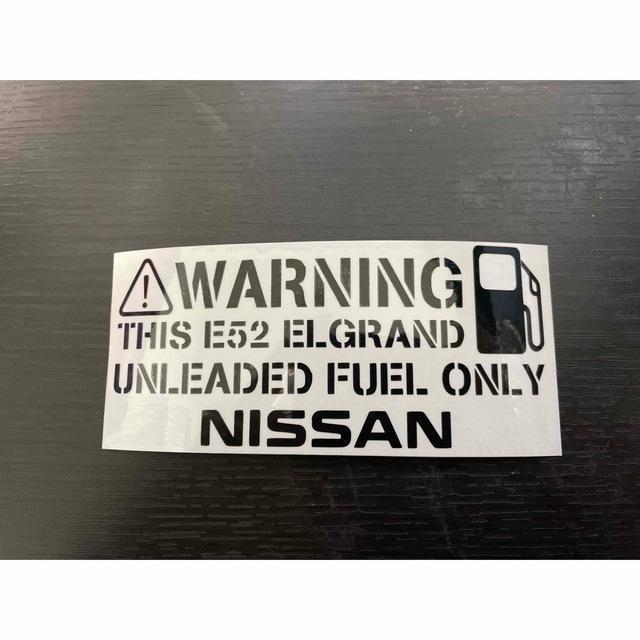 WARNING
THIS E52 ELGRAND
UNLEADED FUEL ONLY
NISSAN